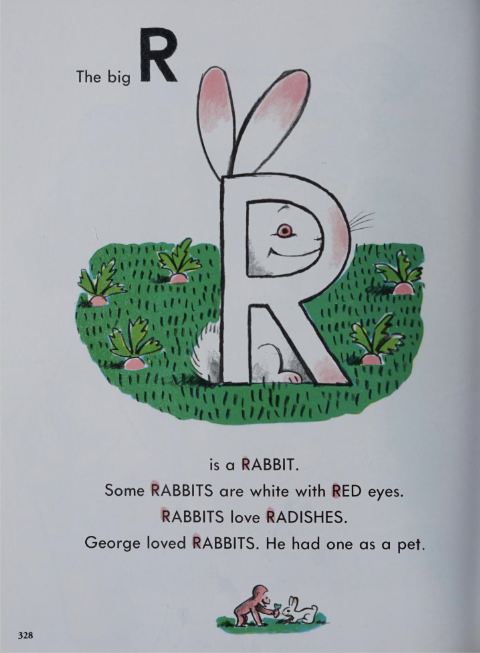 The big R
is a RABBIT.
Some RABBITS are white with RED eyes.
RABBITS love RADISHES.
George loved RABBITS. He had one as a pet.
328